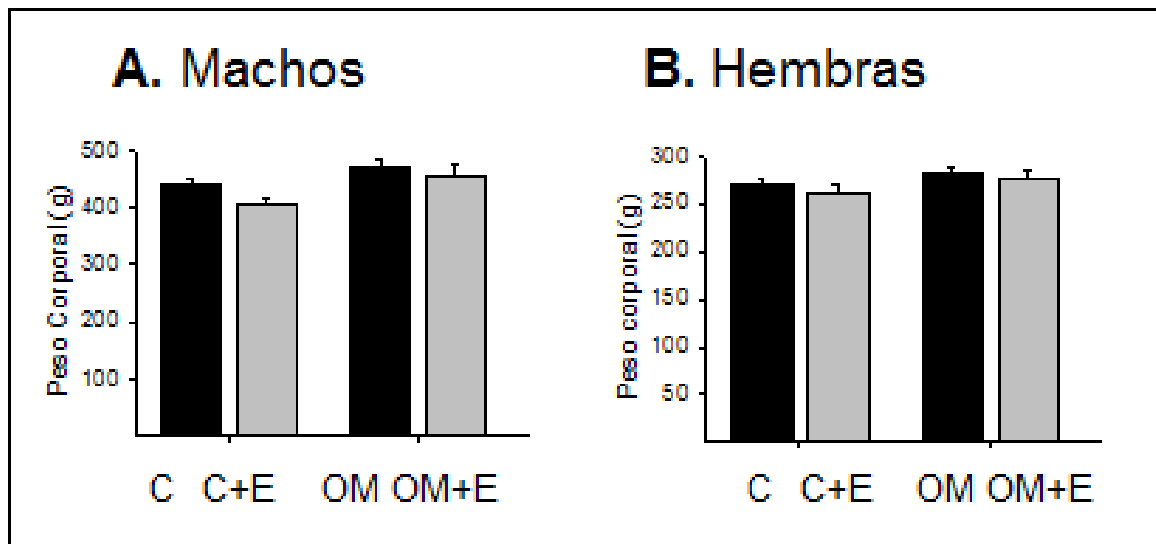 A. Machos
Peso Corporal (g)
500
400
300
200
100
C C+E OM OM+E
B. Hembras
Peso corporal (g)
300
250
200
150
100
50
C C+E OM OM+E